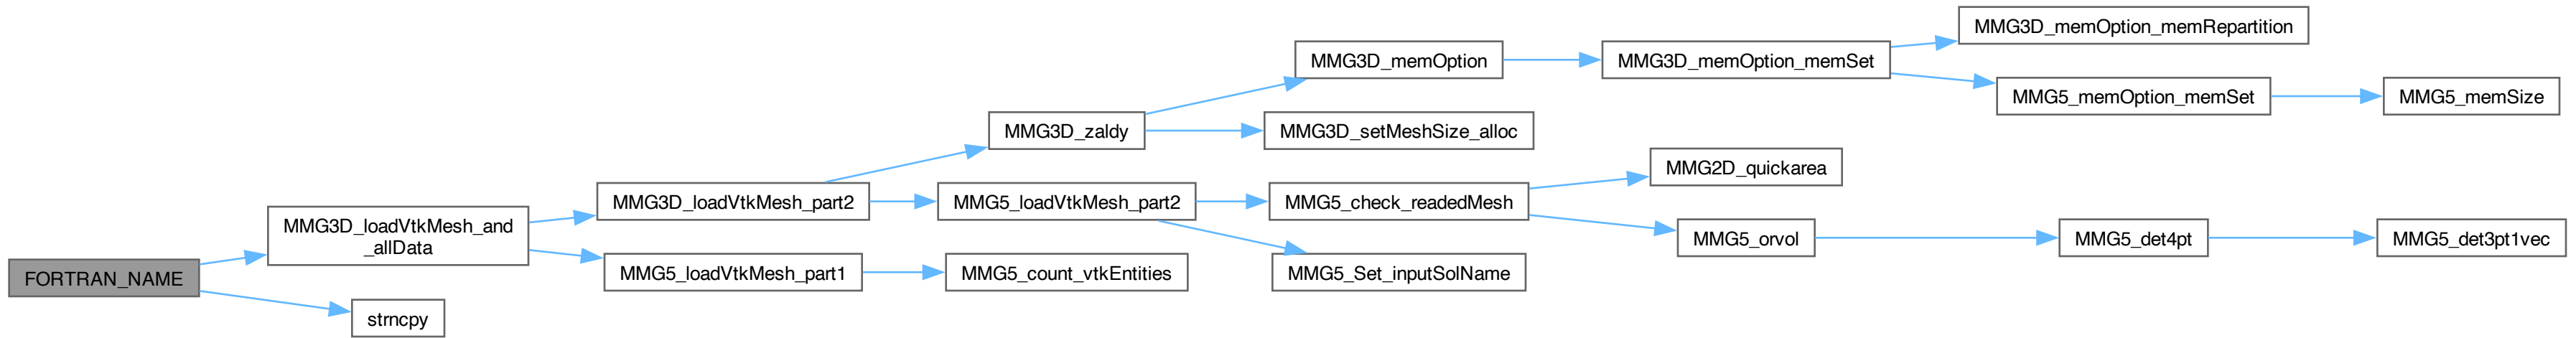 FORTRAN_NAME
MMG3D_loadVtkMesh_and
_allData
strncpy
MMG3D_loadVtkMesh_part2
MMG5_loadVtkMesh_part1
MMG3D_zaldy
MMG5_loadVtkMesh_part2
MMG5_count_vtkEntities
MMG3D_memOption
MMG3D_setMeshSize_alloc
MMG5_check_readedMesh
MMG5_Set_inputSolName
MMG3D_memOption_memSet
MMG2D_quickarea
MMG5_orvol
MMG3D_memOption_memRepartition
MMG5_memOption_memSet
MMG5_det4pt
MMG5_memSize
MMG5_det3pt1vec